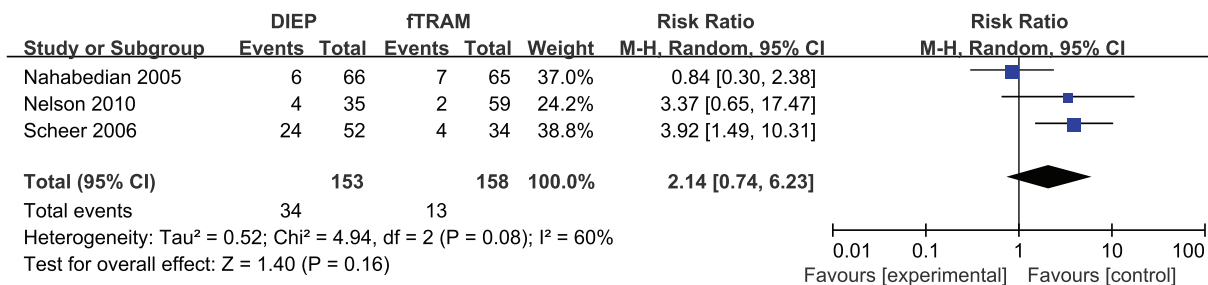 DIEP fTRAM Risk Ratio Risk Ratio
Study or Subgroup Events Total Events Total Weight M-H, Random, 95% CI M-H, Random, 95% CI
Nahabedian 2005 6 66 7 65 37.0% 0.84 [0.30, 2.38]
Nelson 2010 4 35 2 59 24.2% 3.37 [0.65, 17.47]
Scheer 2006 24 52 4 34 38.8% 3.92 [1.49, 10.31]
Total (95% CI) 153 158 100.0% 2.14 [0.74, 6.23]
Total events 34 13
Heterogeneity: Tau² = 0.52; Chi² = 4.94, df = 2 (P = 0.08); I² = 60%
Test for overall effect: Z = 1.40 (P = 0.16)
0.01 0.1 1 10 100
Favours [experimental] Favours [control]